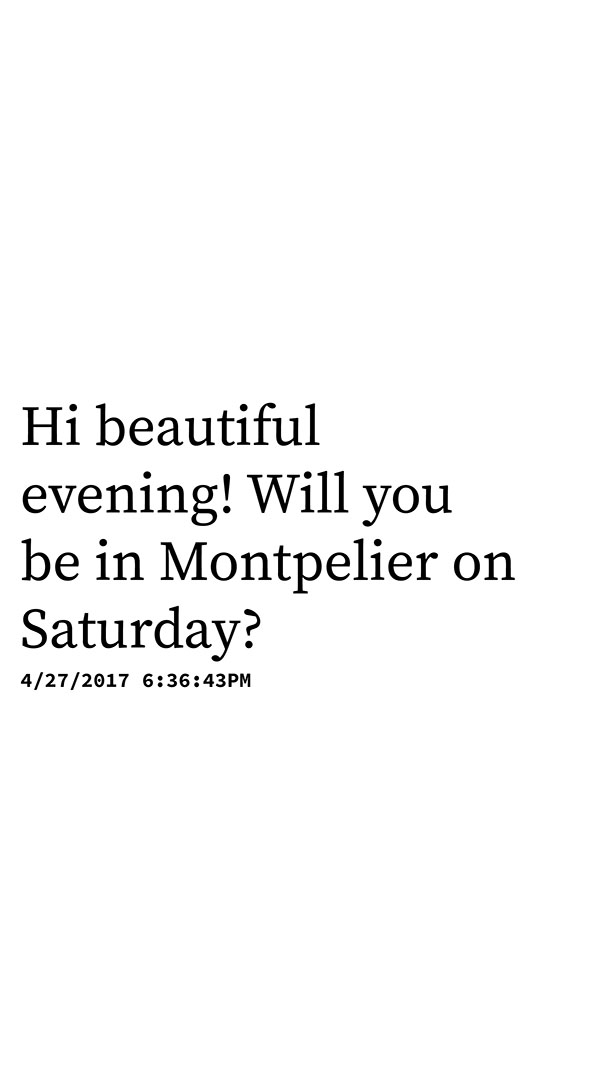 Hi beautiful
evening! Will you
be in Montpelier on
Saturday?
4/27/2017 6:36:43PM